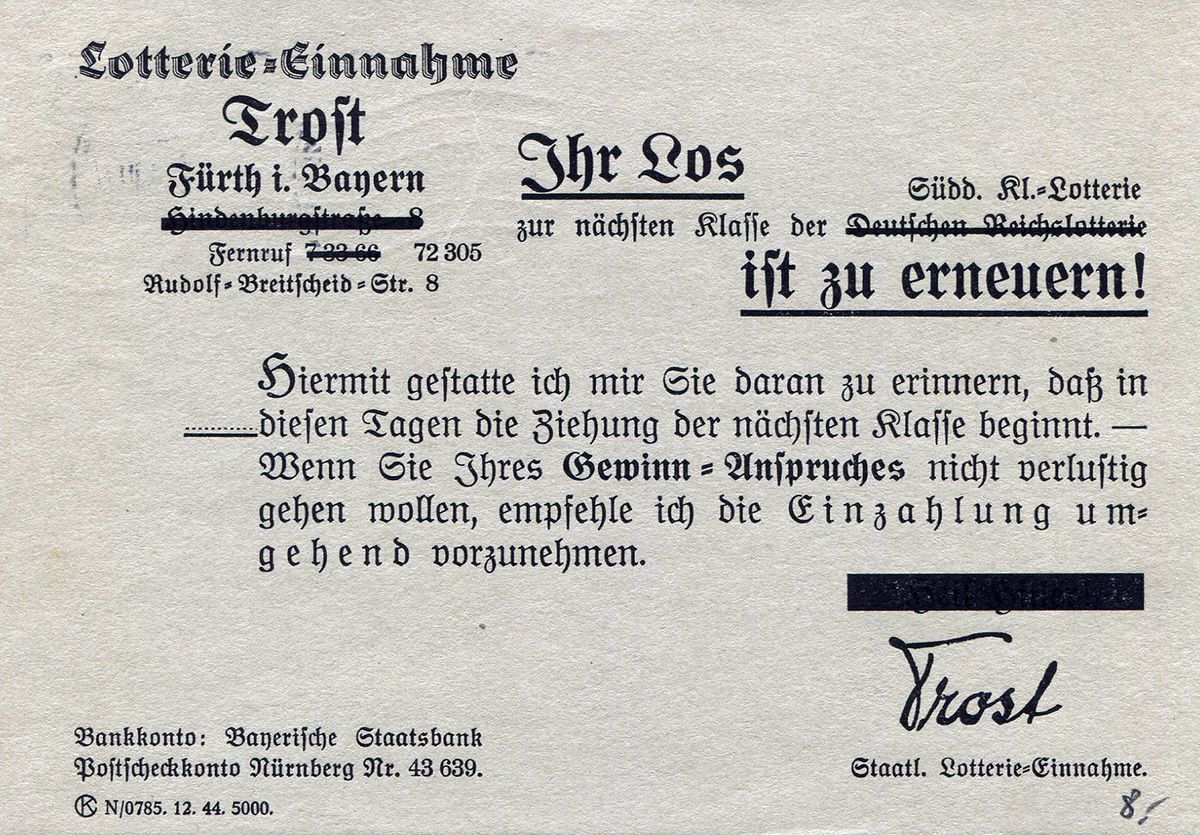 Lotterie-Einnahme
Trost
Fürth i. Bayern
Hindenburgstraße 8
Fernruf 7 33 66 72 305
Rudolf-Breitscheid-Str. 8
Ihr Los
Südd. Kl.-Lotterie
zur nächsten Klasse der Deutschen Reichslotterie
ist zu erneuern!
Hiermit gestatte ich mir Sie daran zu erinnern, daß in
diesen Tagen die Ziehung der nächsten Klasse beginnt. —
Wenn Sie Ihres Gewinn-Anspruches nicht verlustig
gehen wollen, empfehle ich die Einzahlung um-
gehend vorzunehmen.
Trost
Staatl. Lotterie-Einnahme.
Bankkonto: Bayerische Staatsbank
Postscheckkonto Nürnberg Nr. 43 639.
K N/0785. 12. 44. 5000.